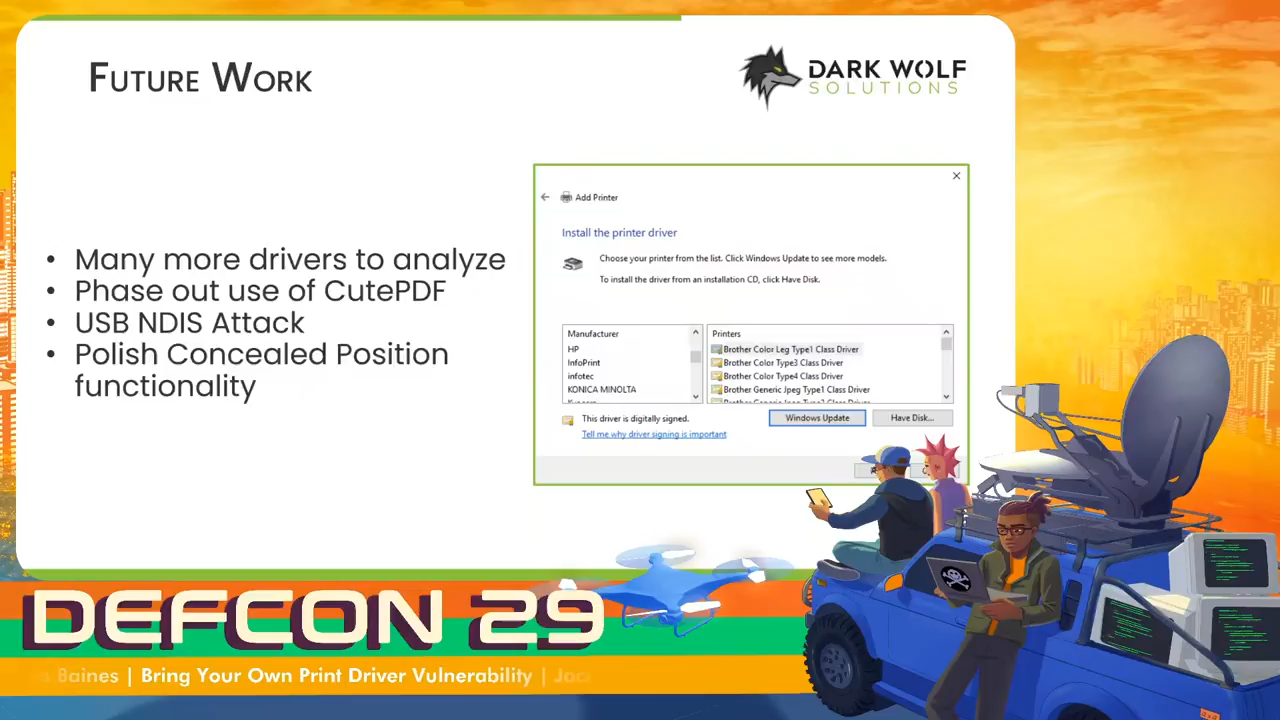 Future Work
DARK WOLF
SOLUTIONS
• Many more drivers to analyze
• Phase out use of CutePDF
• USB NDIS Attack
• Polish Concealed Position
functionality
Add Printer
Install the printer driver
Choose your printer from the list. Click Windows Update to see more models.
To install the driver from an installation CD, click Have Disk.
Manufacturer
HP
InfoPrint
infotec
KONICA MINOLTA
Printers
Brother Color Leg Type1 Class Driver
Brother Color Type3 Class Driver
Brother Color Type4 Class Driver
Brother Generic Jpeg Type1 Class Driver
This driver is digitally signed.
Tell me why driver signing is important
Windows Update
Have Disk...
DEFCON 29
Baines | Bring Your Own Print Driver Vulnerability |